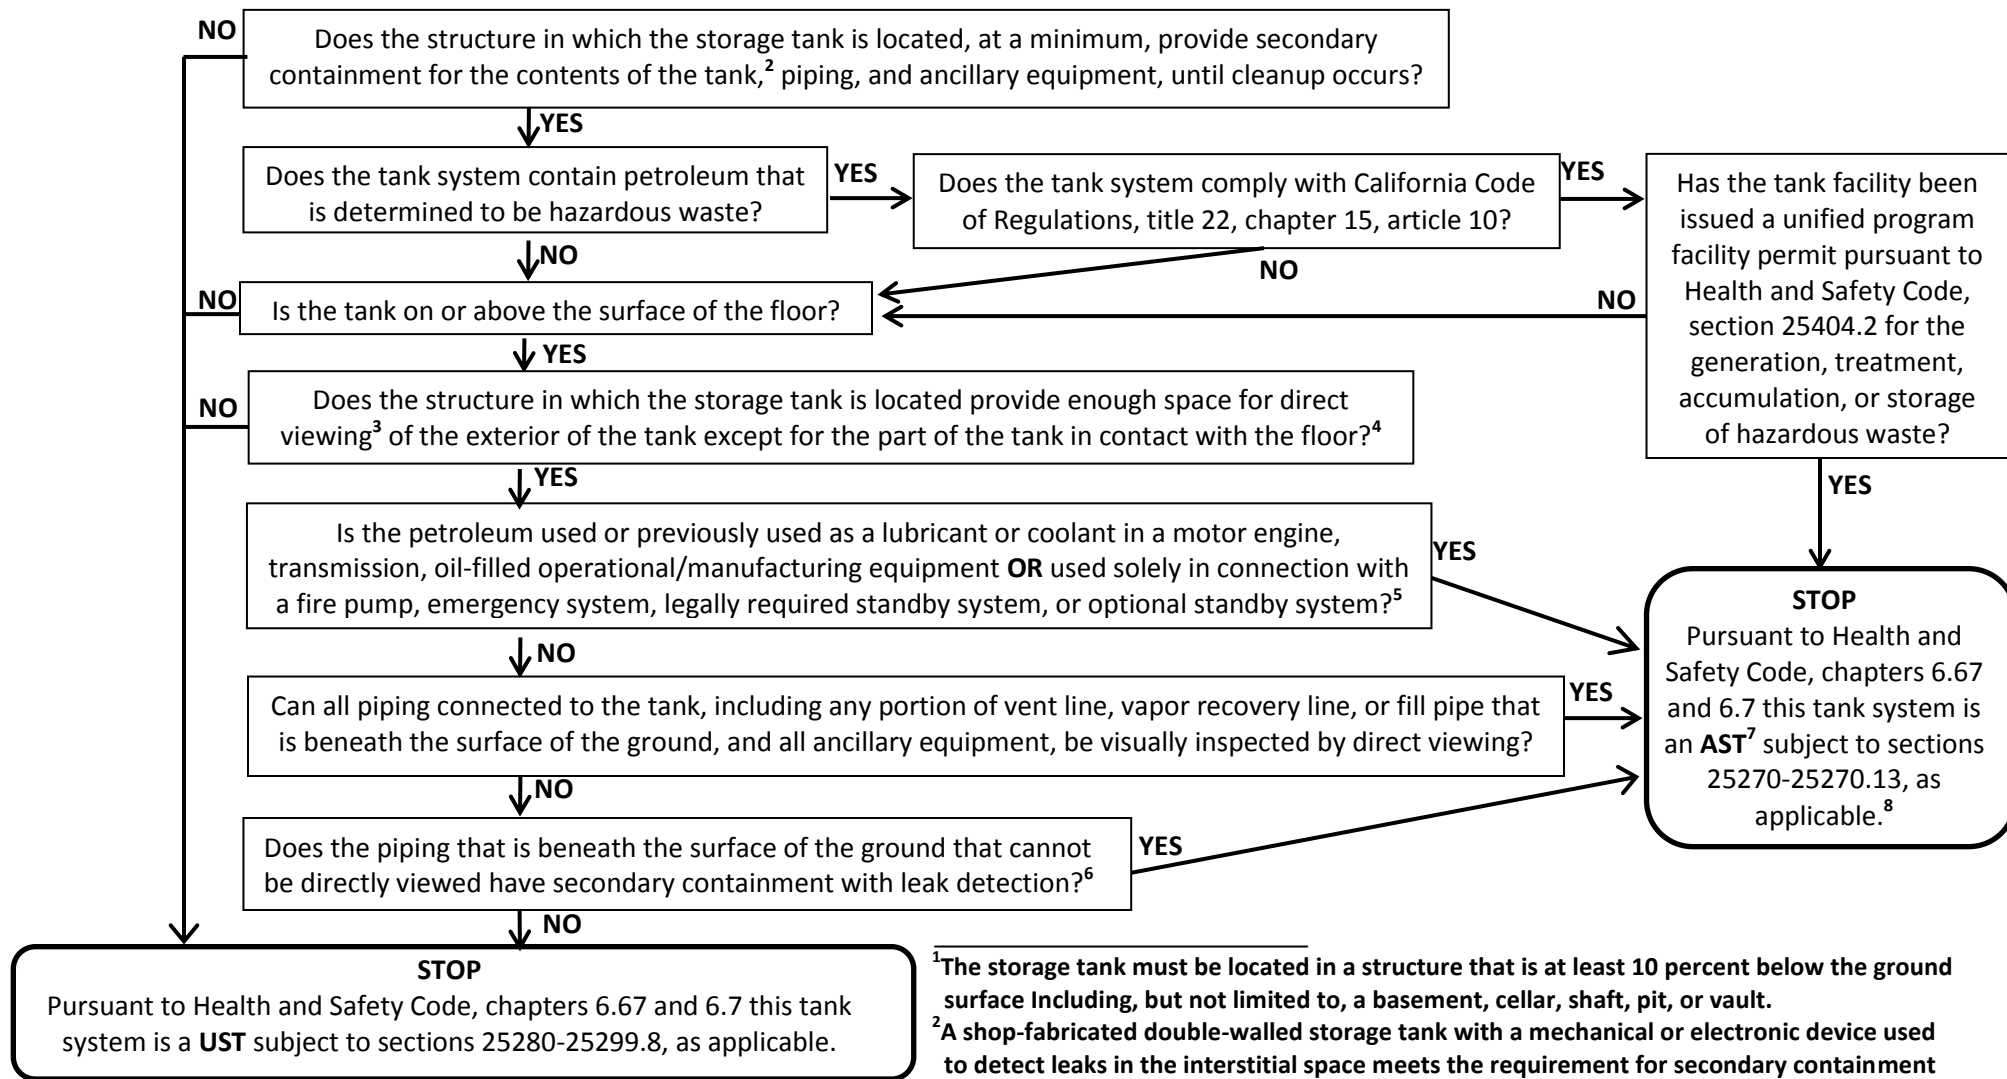 NO
Does the structure in which the storage tank is located, at a minimum, provide secondary
containment for the contents of the tank,2 piping, and ancillary equipment, until cleanup occurs?
YES
Does the tank system contain petroleum that
is determined to be hazardous waste?
YES
Does the tank system comply with California Code
of Regulations, title 22, chapter 15, article 10?
YES
Has the tank facility been
issued a unified program
facility permit pursuant to
Health and Safety Code,
section 25404.2 for the
generation, treatment,
accumulation, or storage
of hazardous waste?
NO
NO
NO
NO
Is the tank on or above the surface of the floor?
YES
YES
NO
Does the structure in which the storage tank is located provide enough space for direct
viewing3 of the exterior of the tank except for the part of the tank in contact with the floor?4
YES
Is the petroleum used or previously used as a lubricant or coolant in a motor engine,
transmission, oil-filled operational/manufacturing equipment OR used solely in connection with
a fire pump, emergency system, legally required standby system, or optional standby system?5
YES
NO
Can all piping connected to the tank, including any portion of vent line, vapor recovery line, or fill pipe that
is beneath the surface of the ground, and all ancillary equipment, be visually inspected by direct viewing?
YES
STOP
Pursuant to Health and
Safety Code, chapters 6.67
and 6.7 this tank system is
an AST7 subject to sections
25270-25270.13, as
applicable.8
NO
Does the piping that is beneath the surface of the ground that cannot
be directly viewed have secondary containment with leak detection?6
YES
NO
STOP
Pursuant to Health and Safety Code, chapters 6.67 and 6.7 this tank
system is a UST subject to sections 25280-25299.8, as applicable.
1The storage tank must be located in a structure that is at least 10 percent below the ground
surface Including, but not limited to, a basement, cellar, shaft, pit, or vault.
2A shop-fabricated double-walled storage tank with a mechanical or electronic device used
to detect leaks in the interstitial space meets the requirement for secondary containment